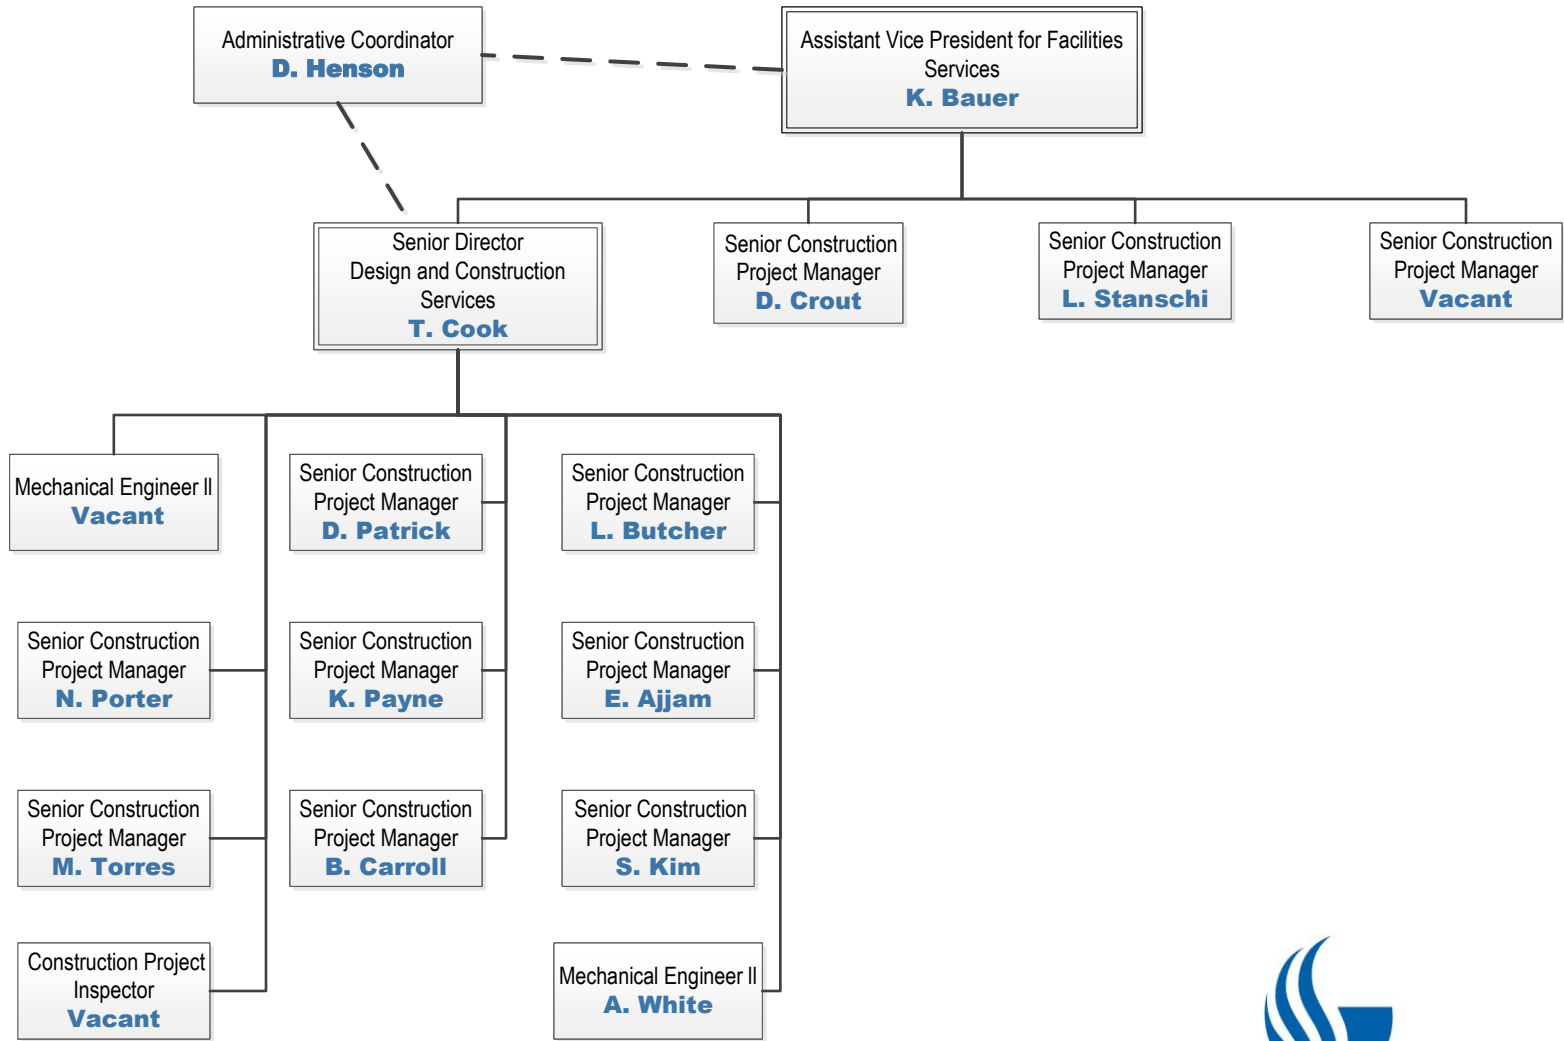 Administrative Coordinator
D. Henson
Assistant Vice President for Facilities
Services
K. Bauer
Senior Director
Design and Construction
Services
T. Cook
Senior Construction
Project Manager
D. Crout
Senior Construction
Project Manager
L. Stanschi
Senior Construction
Project Manager
Vacant
Mechanical Engineer II
Vacant
Senior Construction
Project Manager
D. Patrick
Senior Construction
Project Manager
L. Butcher
Senior Construction
Project Manager
N. Porter
Senior Construction
Project Manager
K. Payne
Senior Construction
Project Manager
E. Ajjam
Senior Construction
Project Manager
M. Torres
Senior Construction
Project Manager
B. Carroll
Senior Construction
Project Manager
S. Kim
Construction Project
Inspector
Vacant
Mechanical Engineer II
A. White